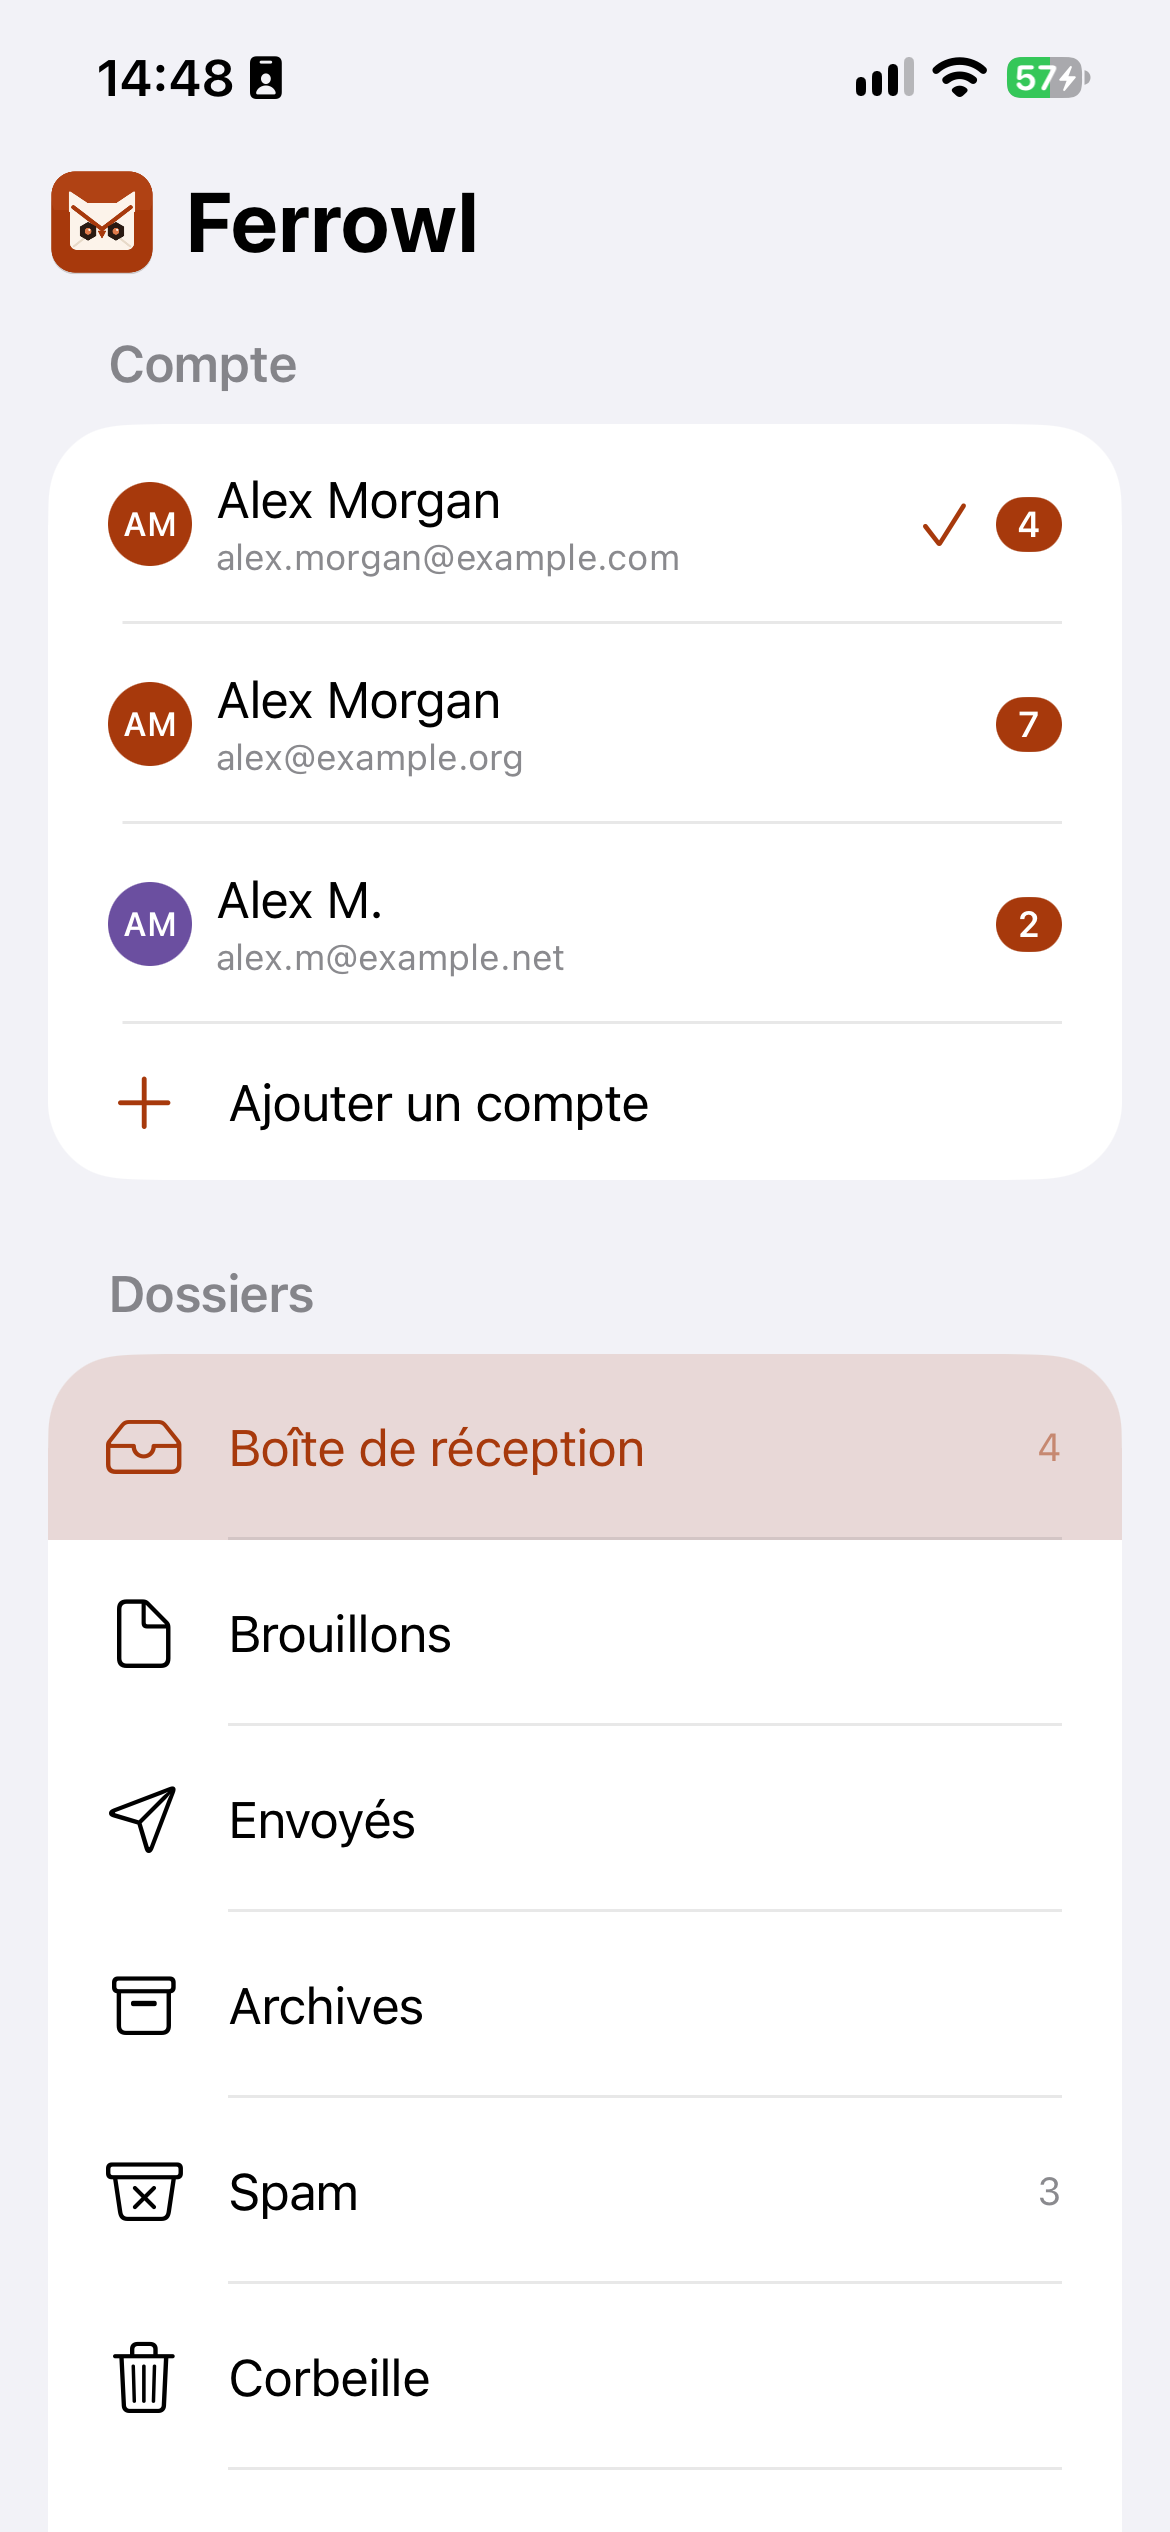 14:48
57
Ferrowl
Compte
AM
Alex Morgan
alex.morgan@example.com
4
AM
Alex Morgan
alex@example.org
7
AM
Alex M.
alex.m@example.net
2
Ajouter un compte
Dossiers
Boîte de réception
4
Brouillons
Envoyés
Archives
Spam
3
Corbeille